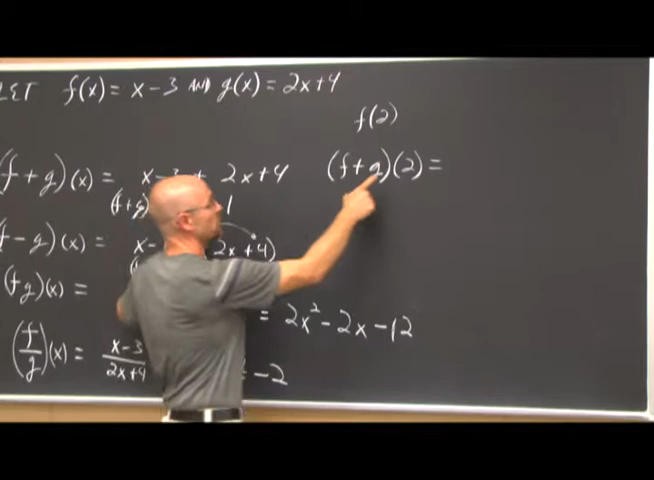 LET f(x) = x - 3 AND g(x) = 2x + 4
f(2)
(f + g)(x) = x - 3 + 2x + 4
(f + g)(2) =
(f + g) 1
(f - g)(x) = x - 2x + 4)
(fg)(x) = = 2x² - 2x - 12
(f/g)(x) = x - 3 / 2x + 4 - 2